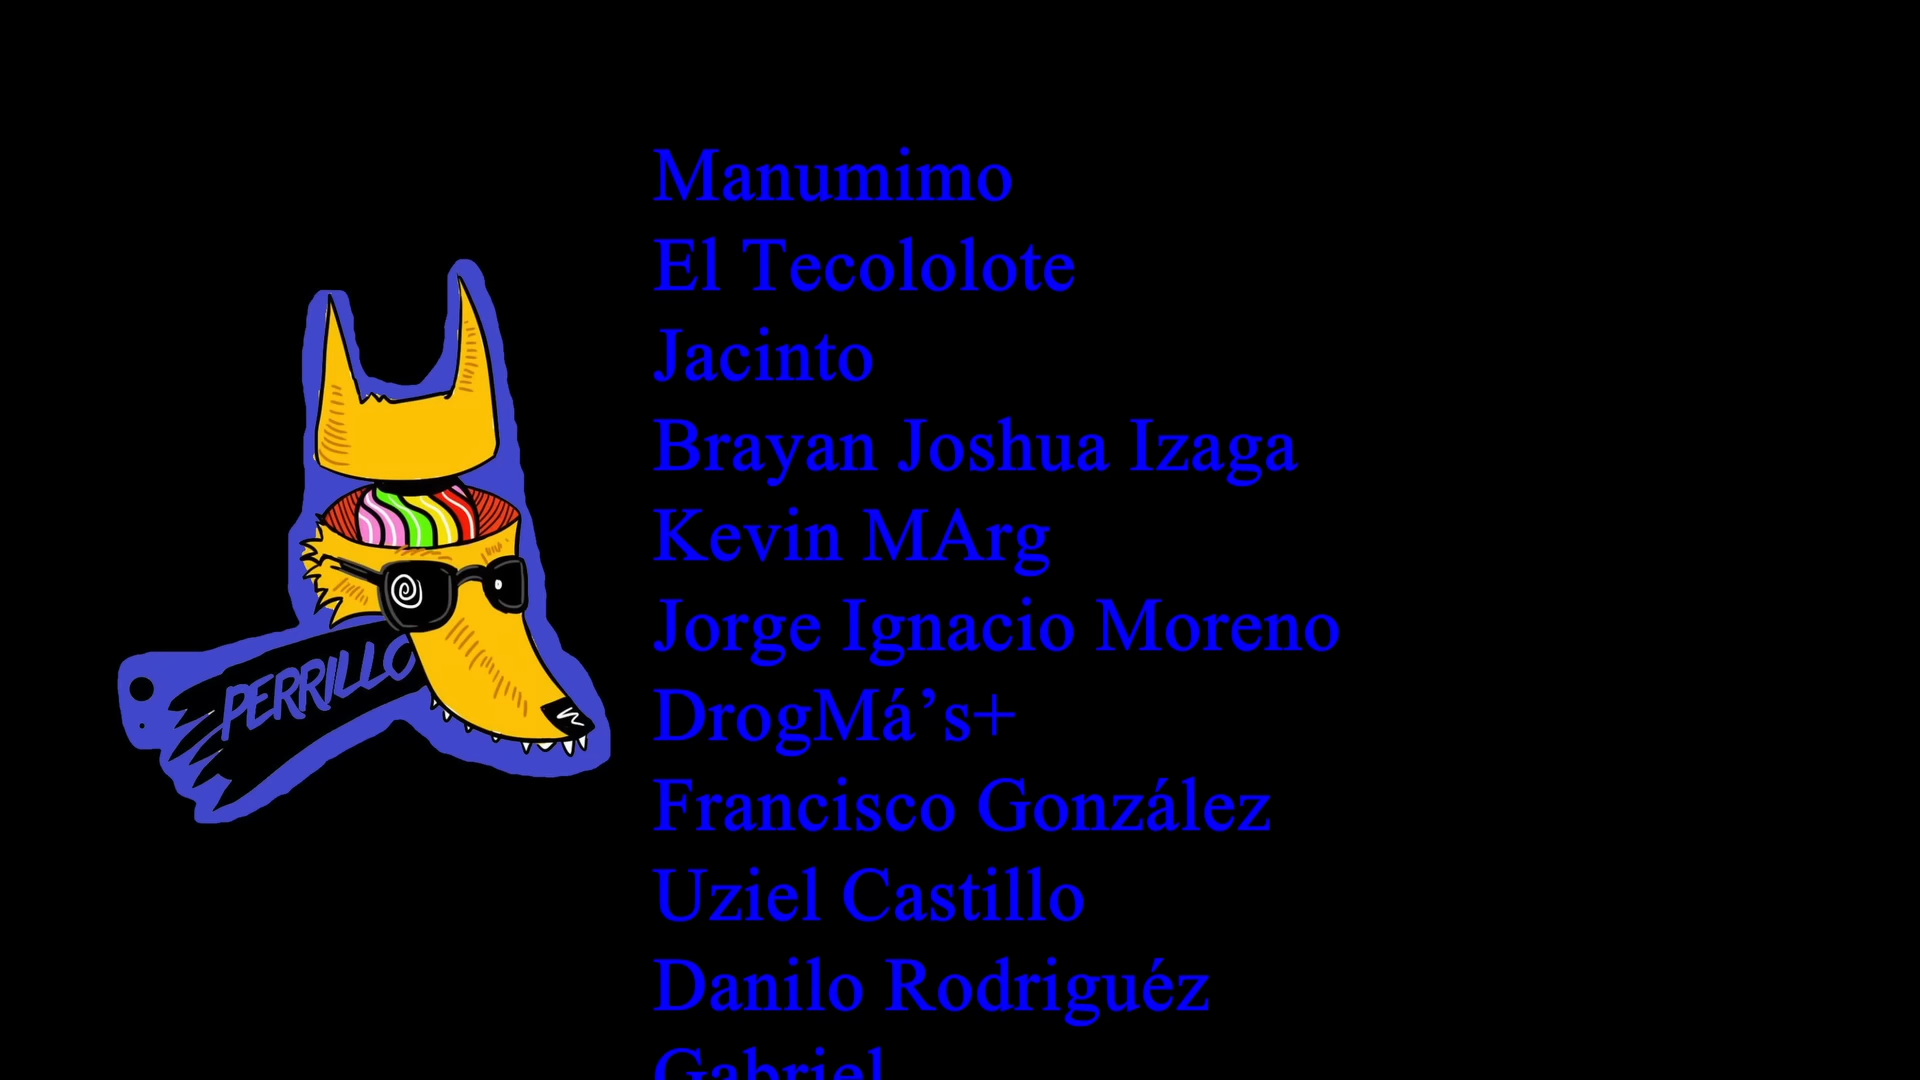 Manumimo
El Tecololote
Jacinto
Brayan Joshua Izaga
Kevin MArg
Jorge Ignacio Moreno
PERRILLO
DrogMá’s+
Francisco González
Uziel Castillo
Danilo Rodriguéz
Gabriel